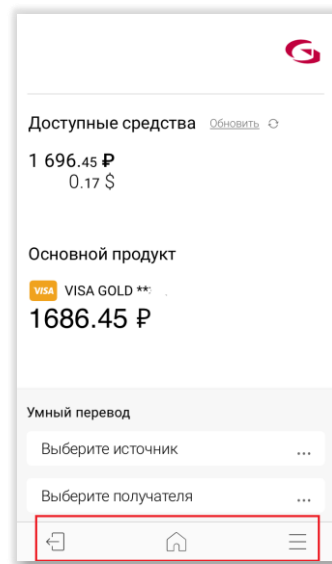 Доступные средства Обновить
1 696.45 ₽
0.17 $
Основной продукт
VISA VISA GOLD **
1686.45 ₽
Умный перевод
Выберите источник ...
Выберите получателя ...